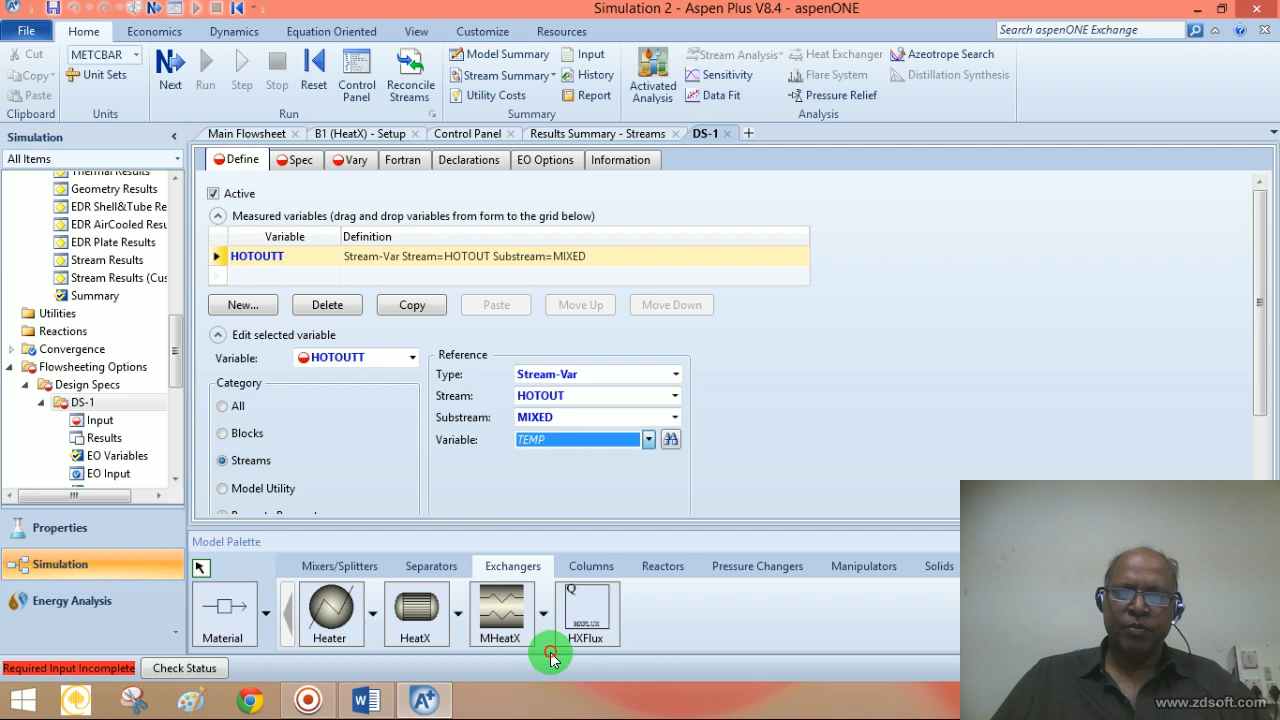 Simulation 2 - Aspen Plus V8.4 - aspenONE
File Home Economics Dynamics Equation Oriented View Customize Resources Search aspenONE Exchange
Cut METCBAR Model Summary Input Stream Analysis Heat Exchanger Azeotrope Search
Copy Unit Sets Next Run Step Stop Reset Control Panel Reconcile Streams Stream Summary History Activated Analysis Sensitivity Flare System Distillation Synthesis
Paste Utility Costs Report Data Fit Pressure Relief
Clipboard Units Run Summary Analysis
Simulation Main Flowsheet B1 (HeatX) - Setup Control Panel Results Summary - Streams DS-1
All Items Define Spec Vary Fortran Declarations EO Options Information
Thermal Results
Geometry Results
EDR Shell&Tube Re
EDR AirCooled Resu
EDR Plate Results
Stream Results
Stream Results (Cus
Summary
Utilities
Reactions
Convergence
Flowsheeting Options
Design Specs
DS-1
Input
Results
EO Variables
EO Input
Active
Measured variables (drag and drop variables from form to the grid below)
Variable Definition
HOTOUTT Stream-Var Stream=HOTOUT Substream=MIXED
New... Delete Copy Paste Move Up Move Down
Edit selected variable
Variable: HOTOUTT
Category
All
Blocks
Streams
Model Utility
Reference
Type: Stream-Var
Stream: HOTOUT
Substream: MIXED
Variable: TEMP
Properties
Simulation
Energy Analysis
Model Palette
Mixers/Splitters Separators Exchangers Columns Reactors Pressure Changers Manipulators Solids
Q
HXFLUX
Material Heater HeatX MHeatX HXFlux
Required Input Incomplete Check Status
www.zdsoft.com